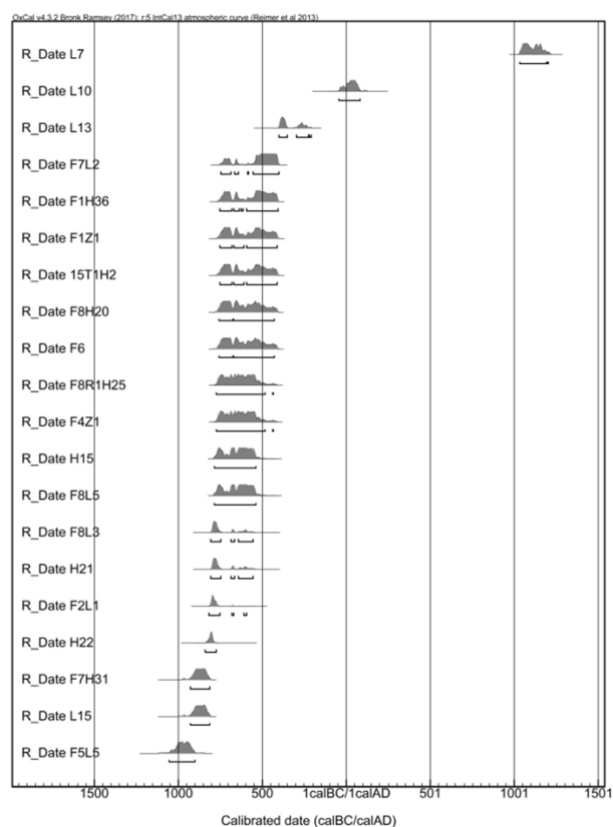 OxCal v4.3.2 Bronk Ramsey (2017); r:5 IntCal13 atmospheric curve (Reimer et al 2013)
R_Date L7
R_Date L10
R_Date L13
R_Date F7L2
R_Date F1H36
R_Date F1Z1
R_Date 15T1H2
R_Date F8H20
R_Date F6
R_Date F8R1H25
R_Date F4Z1
R_Date H15
R_Date F8L5
R_Date F8L3
R_Date H21
R_Date F2L1
R_Date H22
R_Date F7H31
R_Date L15
R_Date F5L5
1500 1000 500 1calBC/1calAD 501 1001 1501
Calibrated date (calBC/calAD)